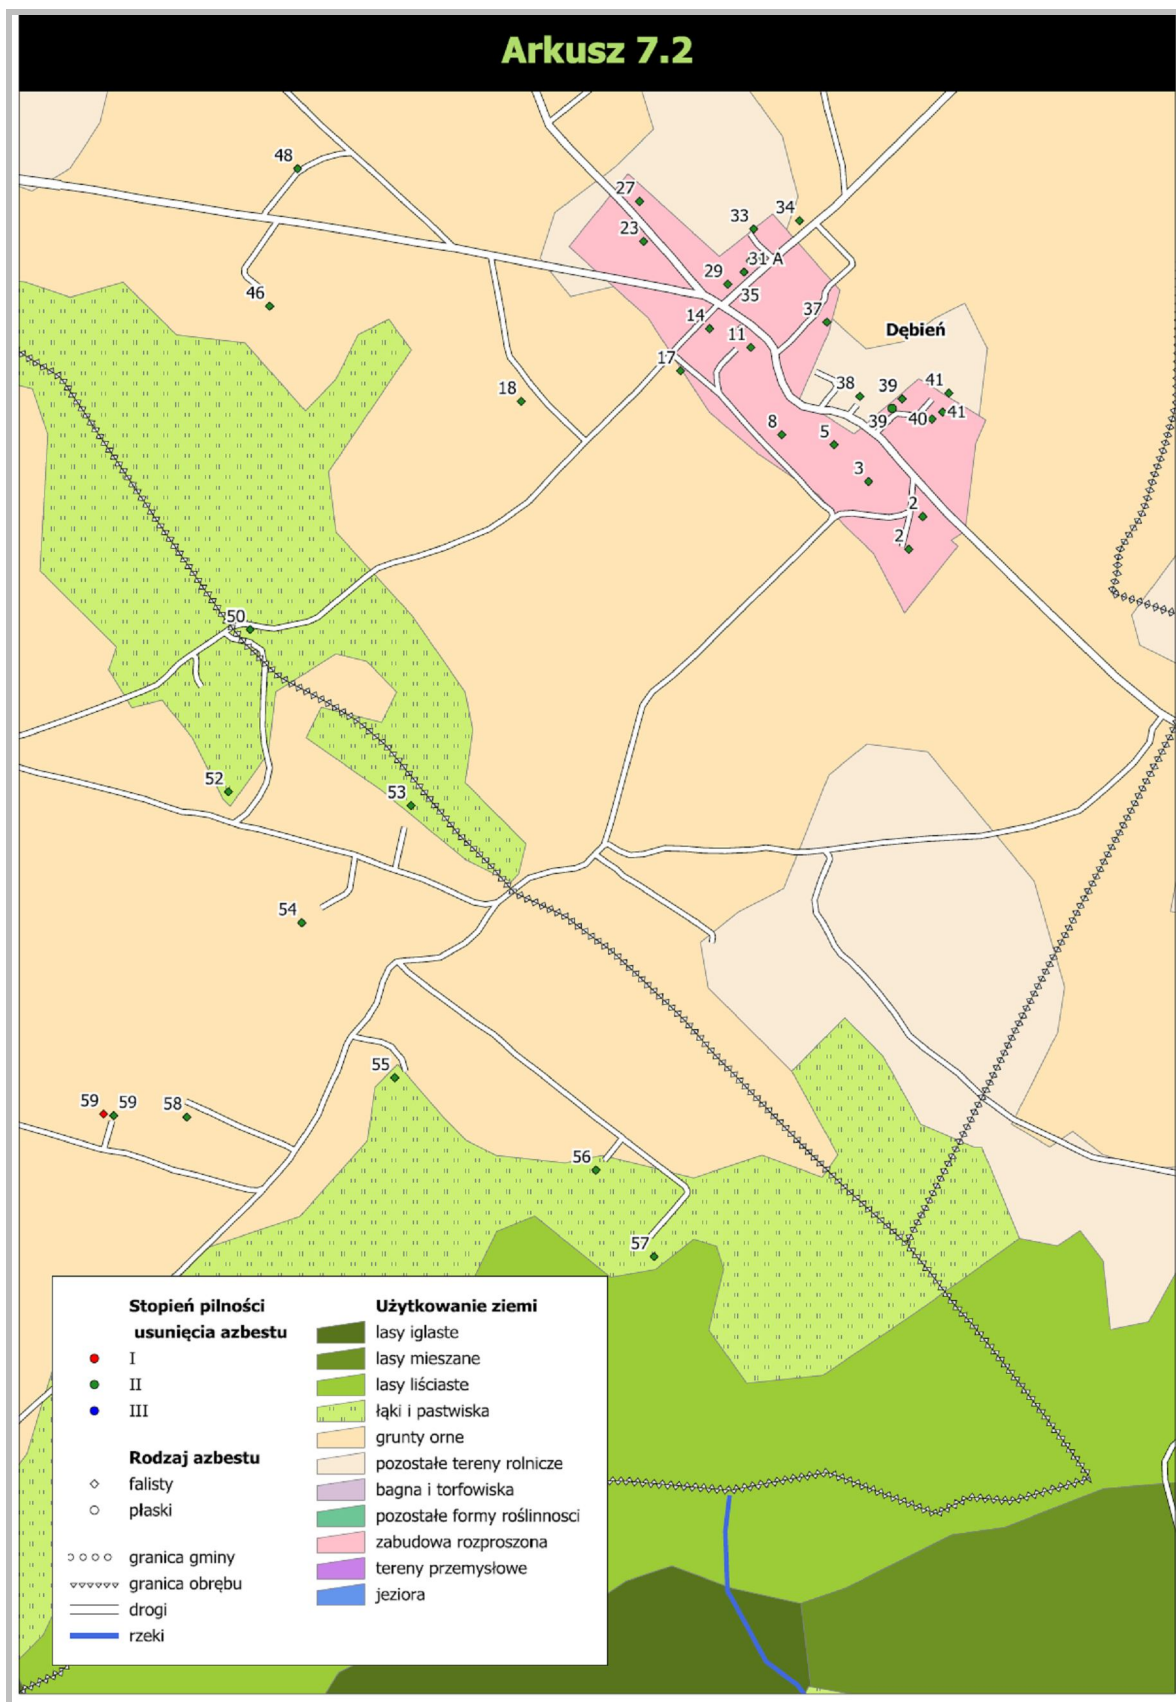 Arkusz 7.2
48
27
33
34
23
31 A
29
46
35
14
37
11
Dębień
17
18
38
39
41
39
40
41
8
5
3
2
2
50
52
53
54
55
59
59
58
56
57
Stopień pilności
usunięcia azbestu
I
II
III
Rodzaj azbestu
falisty
płaski
granica gminy
granica obrębu
drogi
rzeki
Użytkowanie ziemi
lasy iglaste
lasy mieszane
lasy liściaste
łąki i pastwiska
grunty orne
pozostałe tereny rolnicze
bagna i torfowiska
pozostałe formy roślinnosci
zabudowa rozproszona
tereny przemysłowe
jeziora